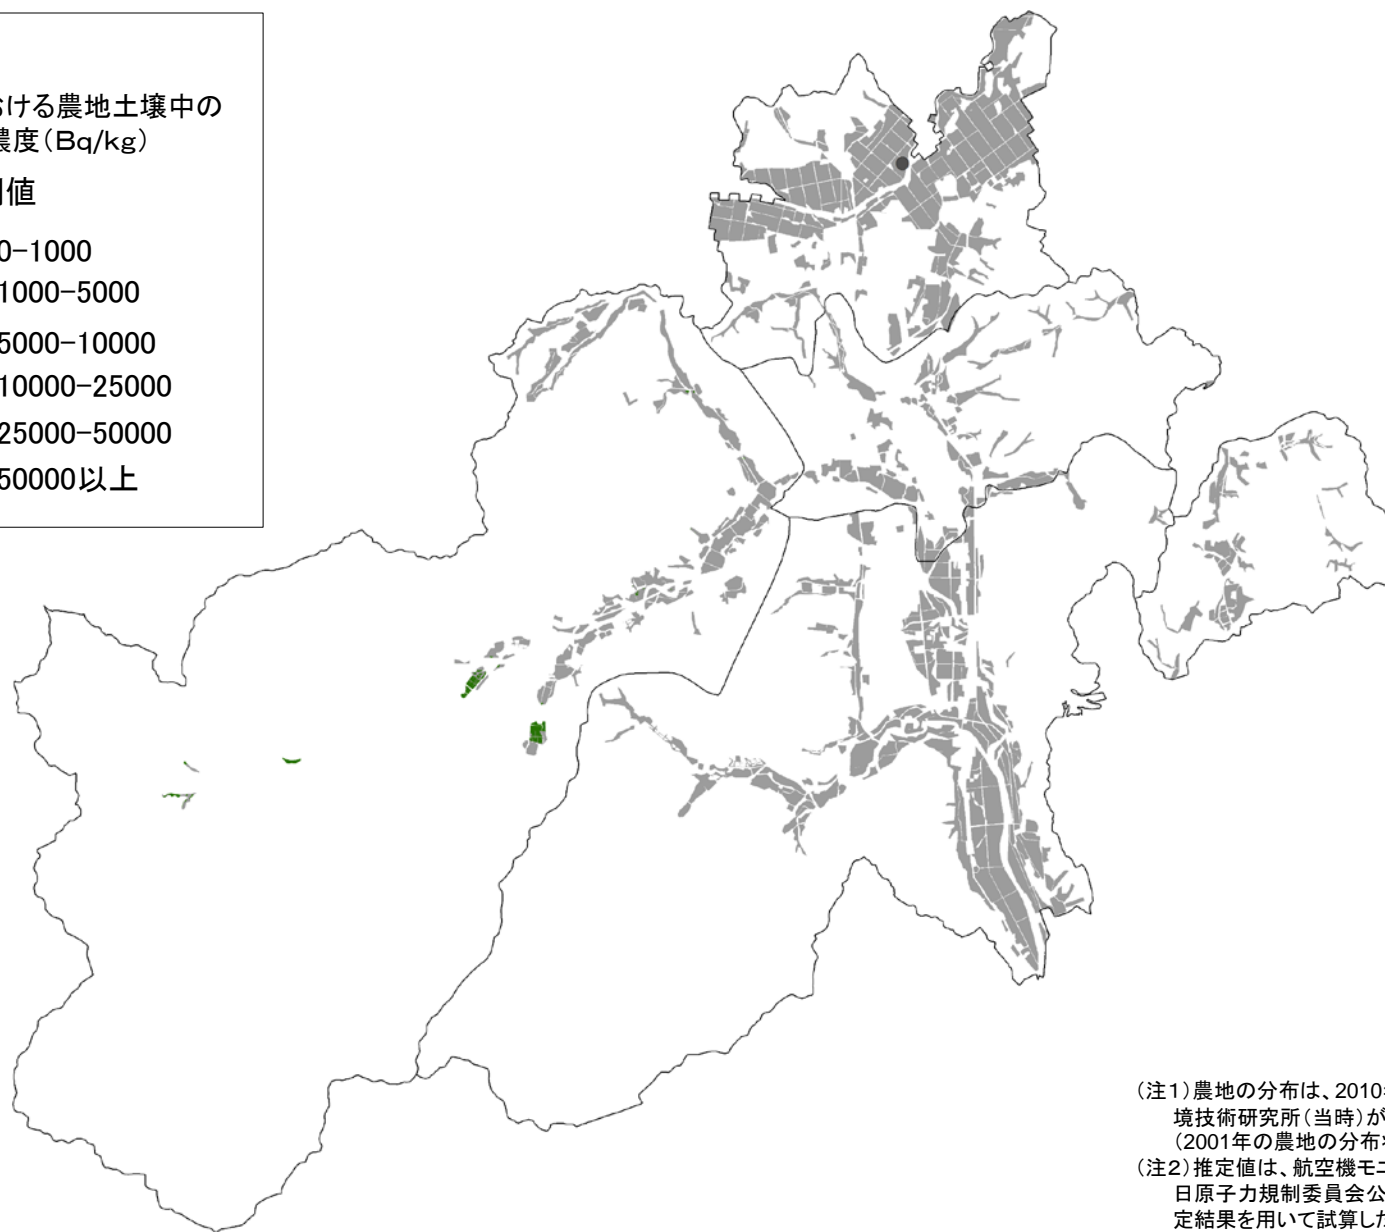 おける農地土壌中の
農度（Bq/kg）
値
0−1000
1000−5000
5000−10000
10000−25000
25000−50000
50000以上
（注1）農地の分布は、2010
境技術研究所（当時）が
（2001年の農地の分布
（注2）推定値は、航空機モニ
日原子力規制委員会公
定結果を用いて試算した